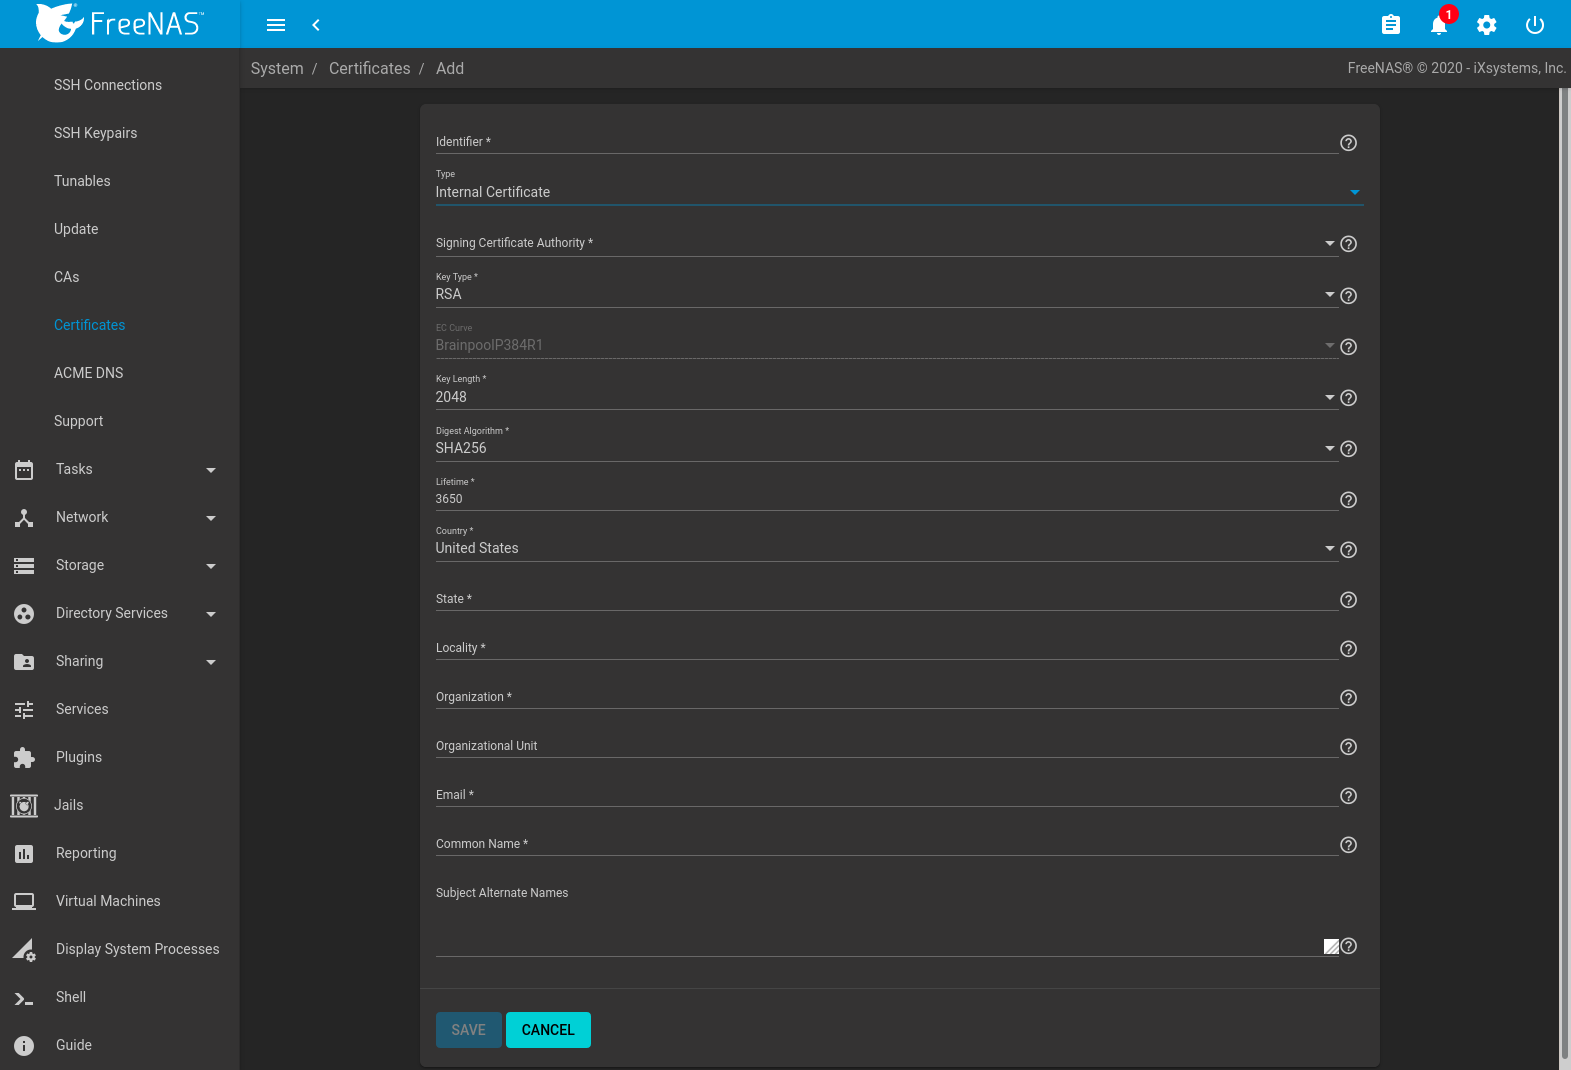 FreeNAS™
1
System / Certificates / Add
FreeNAS® © 2020 - iXsystems, Inc.
SSH Connections
SSH Keypairs
Tunables
Update
CAs
Certificates
ACME DNS
Support
Tasks
Network
Storage
Directory Services
Sharing
Services
Plugins
Jails
Reporting
Virtual Machines
Display System Processes
Shell
Guide
Identifier *
Type
Internal Certificate
Signing Certificate Authority *
Key Type *
RSA
EC Curve
BrainpoolP384R1
Key Length *
2048
Digest Algorithm *
SHA256
Lifetime *
3650
Country *
United States
State *
Locality *
Organization *
Organizational Unit
Email *
Common Name *
Subject Alternate Names
SAVE CANCEL